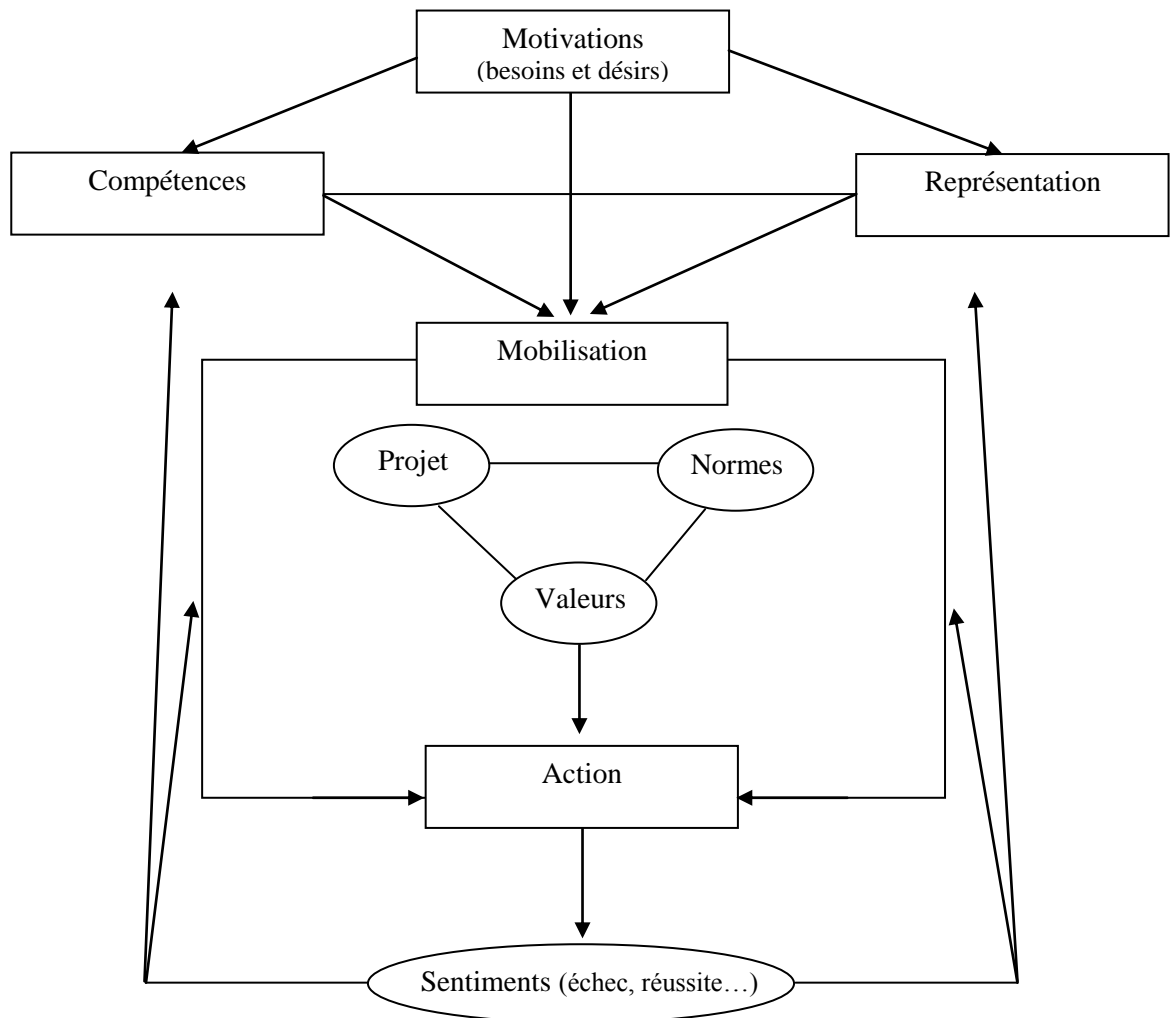 Motivations
(besoins et désirs)
Compétences
Représentation
Mobilisation
Projet
Normes
Valeurs
Action
Sentiments (échec, réussite…)